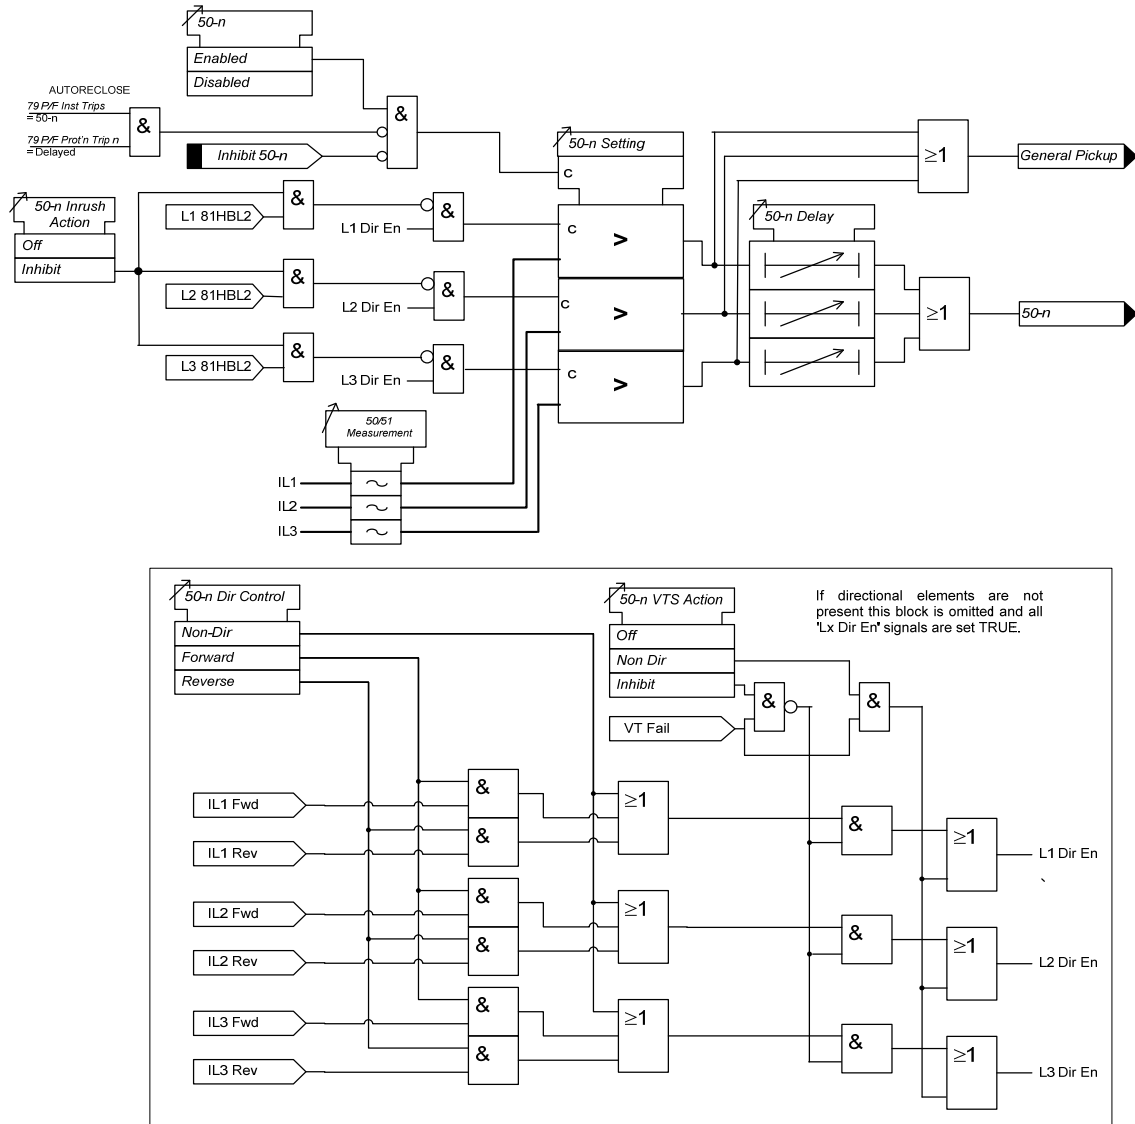 50-n
Enabled
Disabled
AUTORECLOSE
79 P/F Inst Trips
= 50-n
79 P/F Prot'n Trip n
= Delayed
&
&
Inhibit 50-n
50-n Setting
c
≥1
General Pickup
50-n Inrush
Action
Off
Inhibit
L1 81HBL2
&
L1 Dir En
&
c
>
50-n Delay
L2 81HBL2
&
L2 Dir En
&
c
>
≥1
50-n
L3 81HBL2
&
L3 Dir En
&
c
>
50/51
Measurement
IL1
IL2
IL3
50-n Dir Control
Non-Dir
Forward
Reverse
50-n VTS Action
Off
Non Dir
Inhibit
VT Fail
&
&
If directional elements are not
present this block is omitted and all
'Lx Dir En' signals are set TRUE.
IL1 Fwd
IL1 Rev
&
&
≥1
&
≥1
L1 Dir En
IL2 Fwd
IL2 Rev
&
&
≥1
&
≥1
L2 Dir En
IL3 Fwd
IL3 Rev
&
&
≥1
&
≥1
L3 Dir En